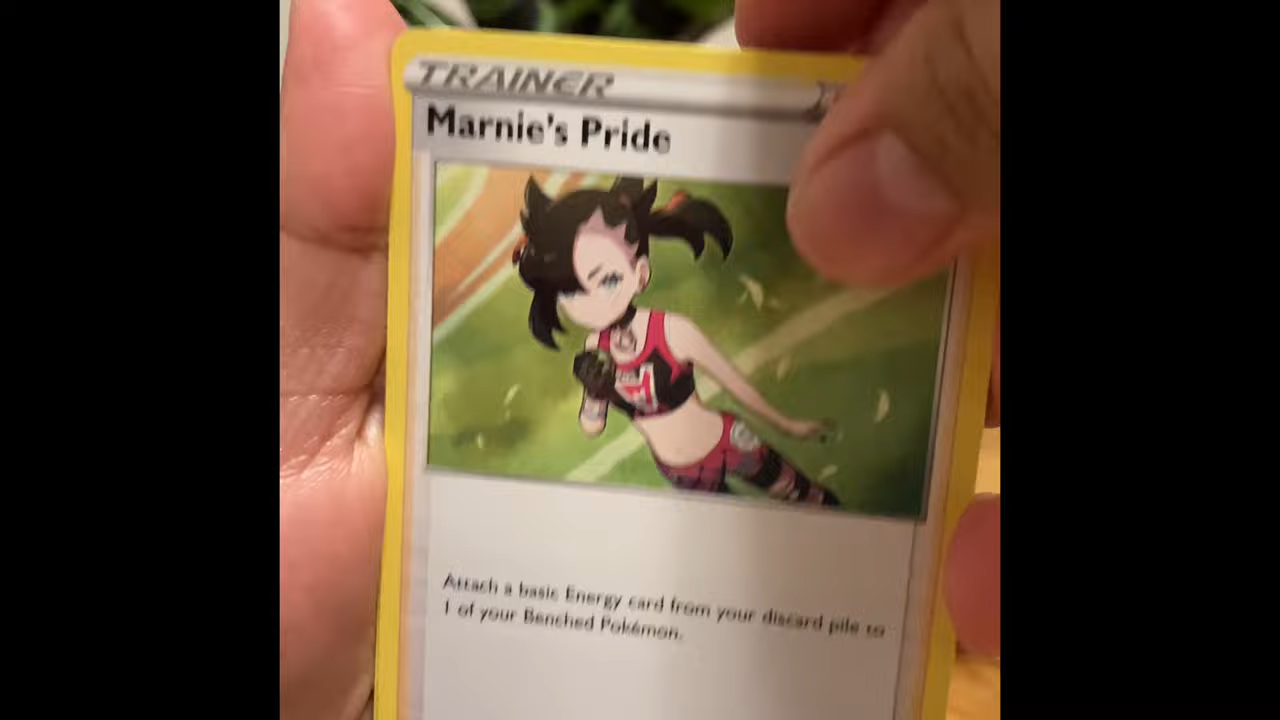 TRAINER
Marnie's Pride
Attach a basic Energy card from your discard pile to
1 of your Benched Pokémon.